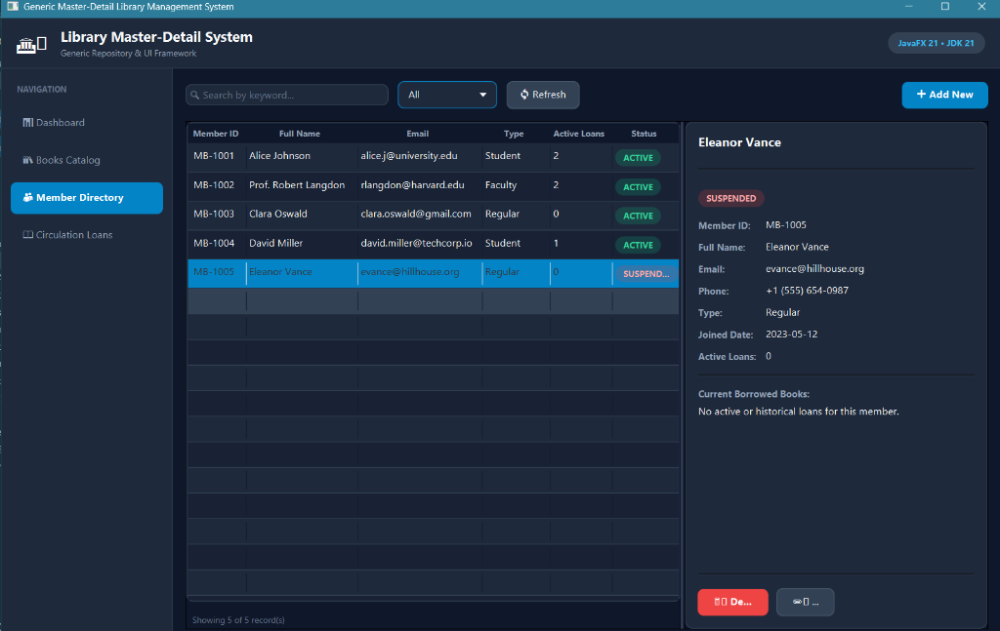 Generic Master-Detail Library Management System
Library Master-Detail System
Generic Repository & UI Framework
JavaFX 21 • JDK 21
NAVIGATION
Dashboard
Books Catalog
Member Directory
Circulation Loans
Search by keyword...
All
Refresh
+ Add New
Member ID Full Name Email Type Active Loans Status
MB-1001 Alice Johnson alice.j@university.edu Student 2 ACTIVE
MB-1002 Prof. Robert Langdon rlangdon@harvard.edu Faculty 2 ACTIVE
MB-1003 Clara Oswald clara.oswald@gmail.com Regular 0 ACTIVE
MB-1004 David Miller david.miller@techcorp.io Student 1 ACTIVE
MB-1005 Eleanor Vance evance@hillhouse.org Regular 0 SUSPEND...
Showing 5 of 5 record(s)
Eleanor Vance
SUSPENDED
Member ID: MB-1005
Full Name: Eleanor Vance
Email: evance@hillhouse.org
Phone: +1 (555) 654-0987
Type: Regular
Joined Date: 2023-05-12
Active Loans: 0
Current Borrowed Books:
No active or historical loans for this member.
De...
...